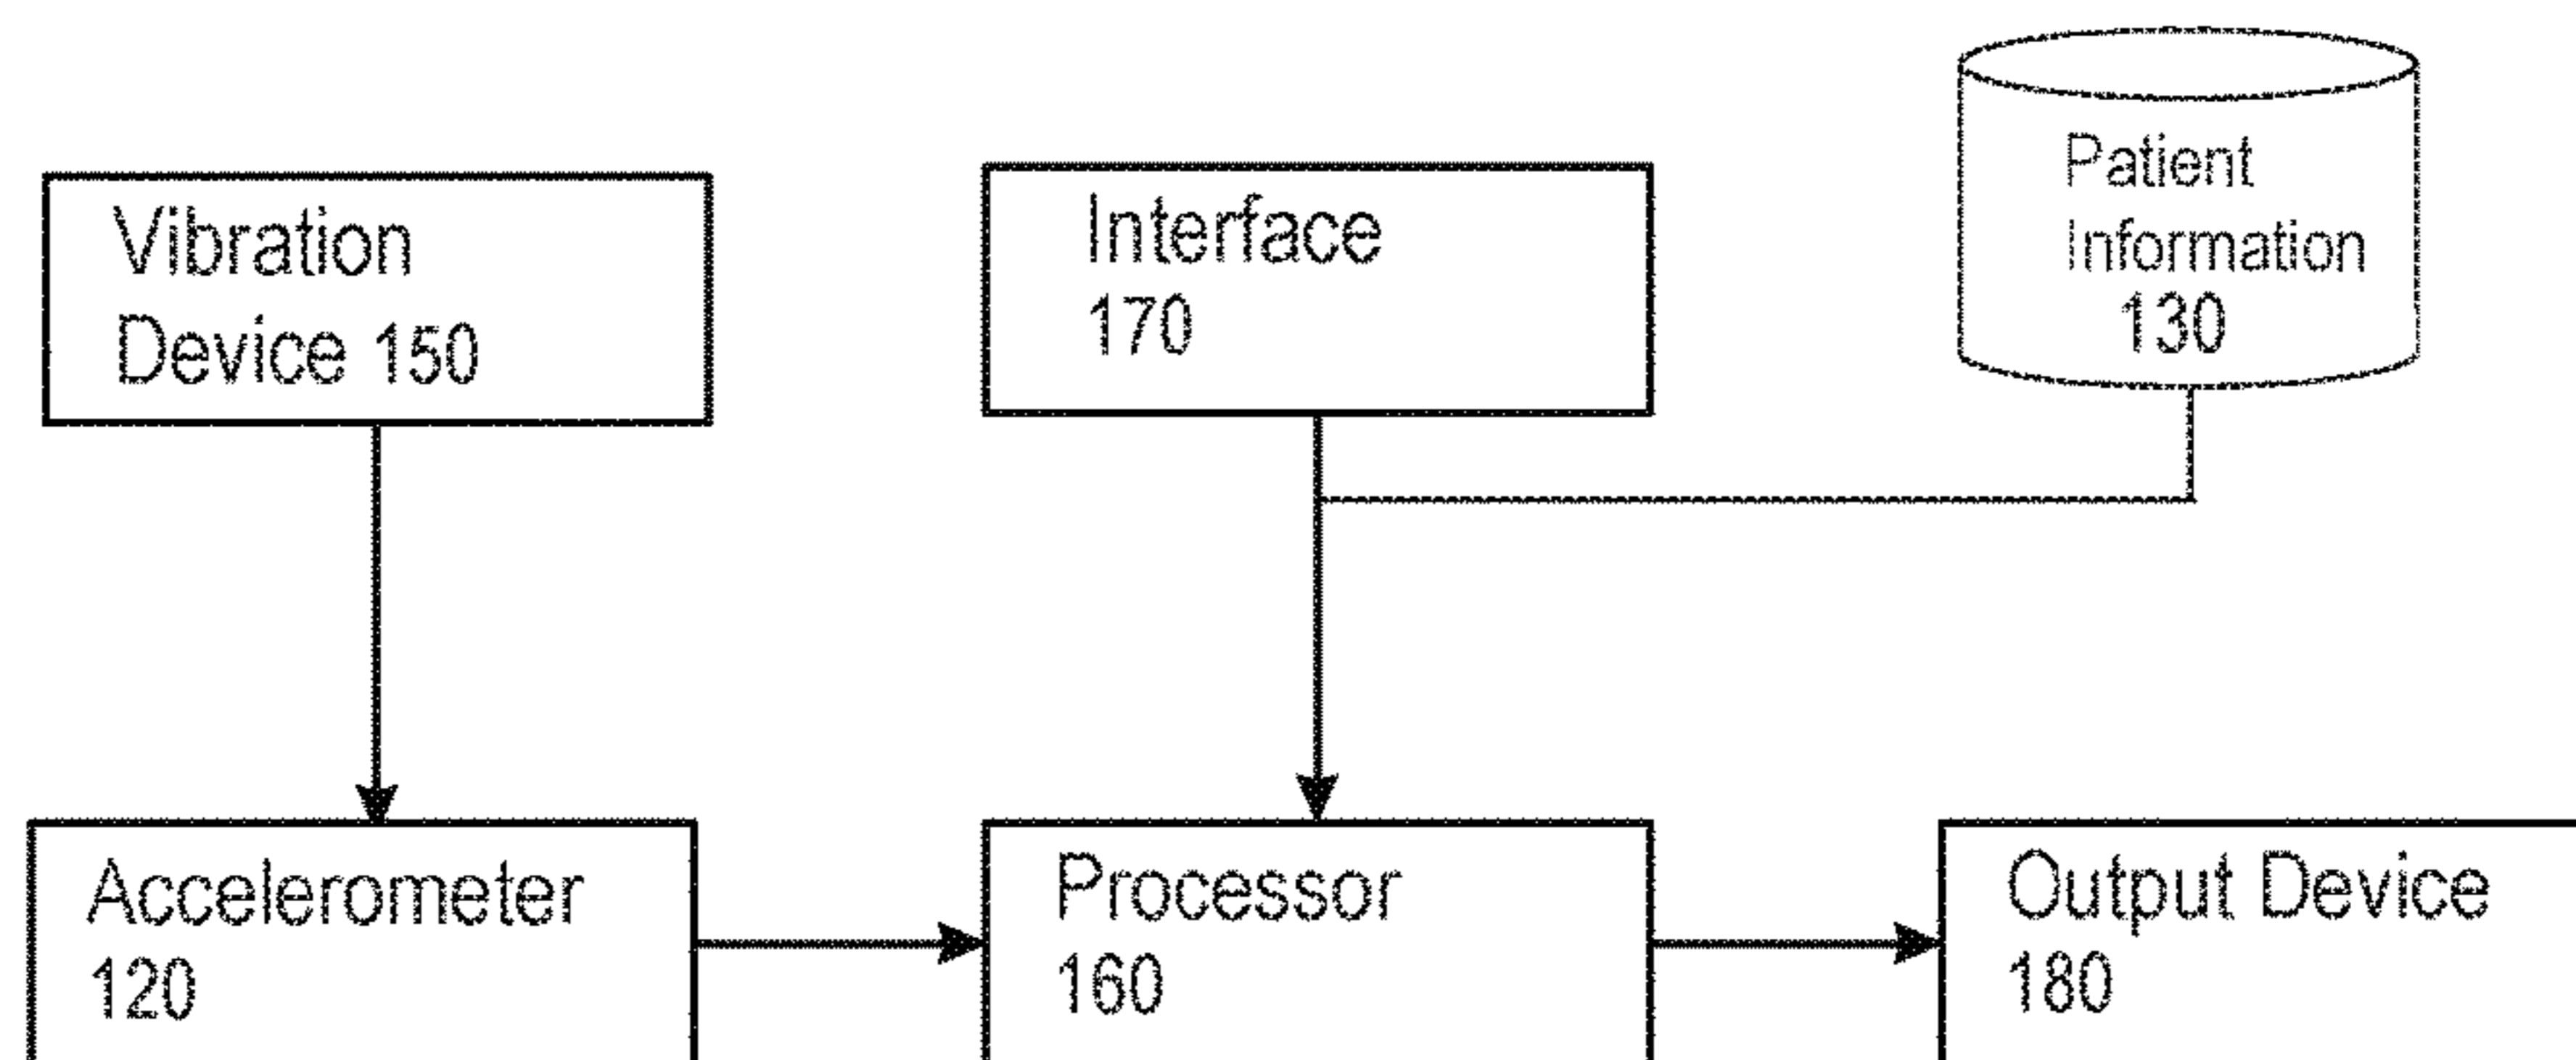 Vibration
Device 150
Interface
170
Patient
Information
130
Accelerometer
120
Processor
160
Output Device
180